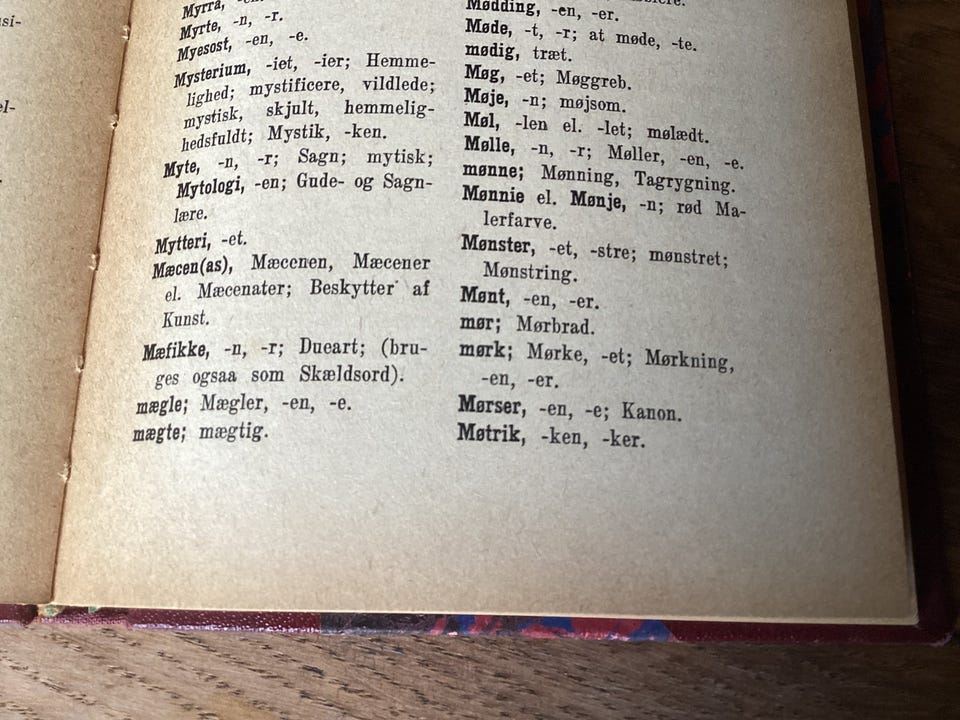 usi-
el-
Myrra,
Myrte, -n, -r.
Myesost, -en, -e.
Mysterium, -iet, -ier; Hemme-
lighed; mystificere, vildlede;
mystisk, skjult, hemmelig-
hedsfuldt; Mystik, -ken.
Myte, -n, -r; Sagn; mytisk;
Mytologi, -en; Gude- og Sagn-
lære.
Mytteri, -et.
Mæcen(as), Mæcenen, Mæcener
el. Mæcenater; Beskytter af
Kunst.
Mæfikke, -n, -r; Dueart; (bru-
ges ogsaa som Skældsord).
mægle; Mægler, -en, -e.
mægte; mægtig.
Mødding, -en, -er.
Møde, -t, -r; at møde, -te.
mødig, træt.
Møg, -et; Møggreb.
Møje, -n; møjsom.
Møl, -len el. -let; mølædt.
Mølle, -n, -r; Møller, -en, -e.
mønne; Mønning, Tagrygning.
Mønnie el. Mønje, -n; rød Ma-
lerfarve.
Mønster, -et, -stre; mønstret;
Mønstring.
Mønt, -en, -er.
mør; Mørbrad.
mørk; Mørke, -et; Mørkning,
-en, -er.
Mørser, -en, -e; Kanon.
Møtrik, -ken, -ker.